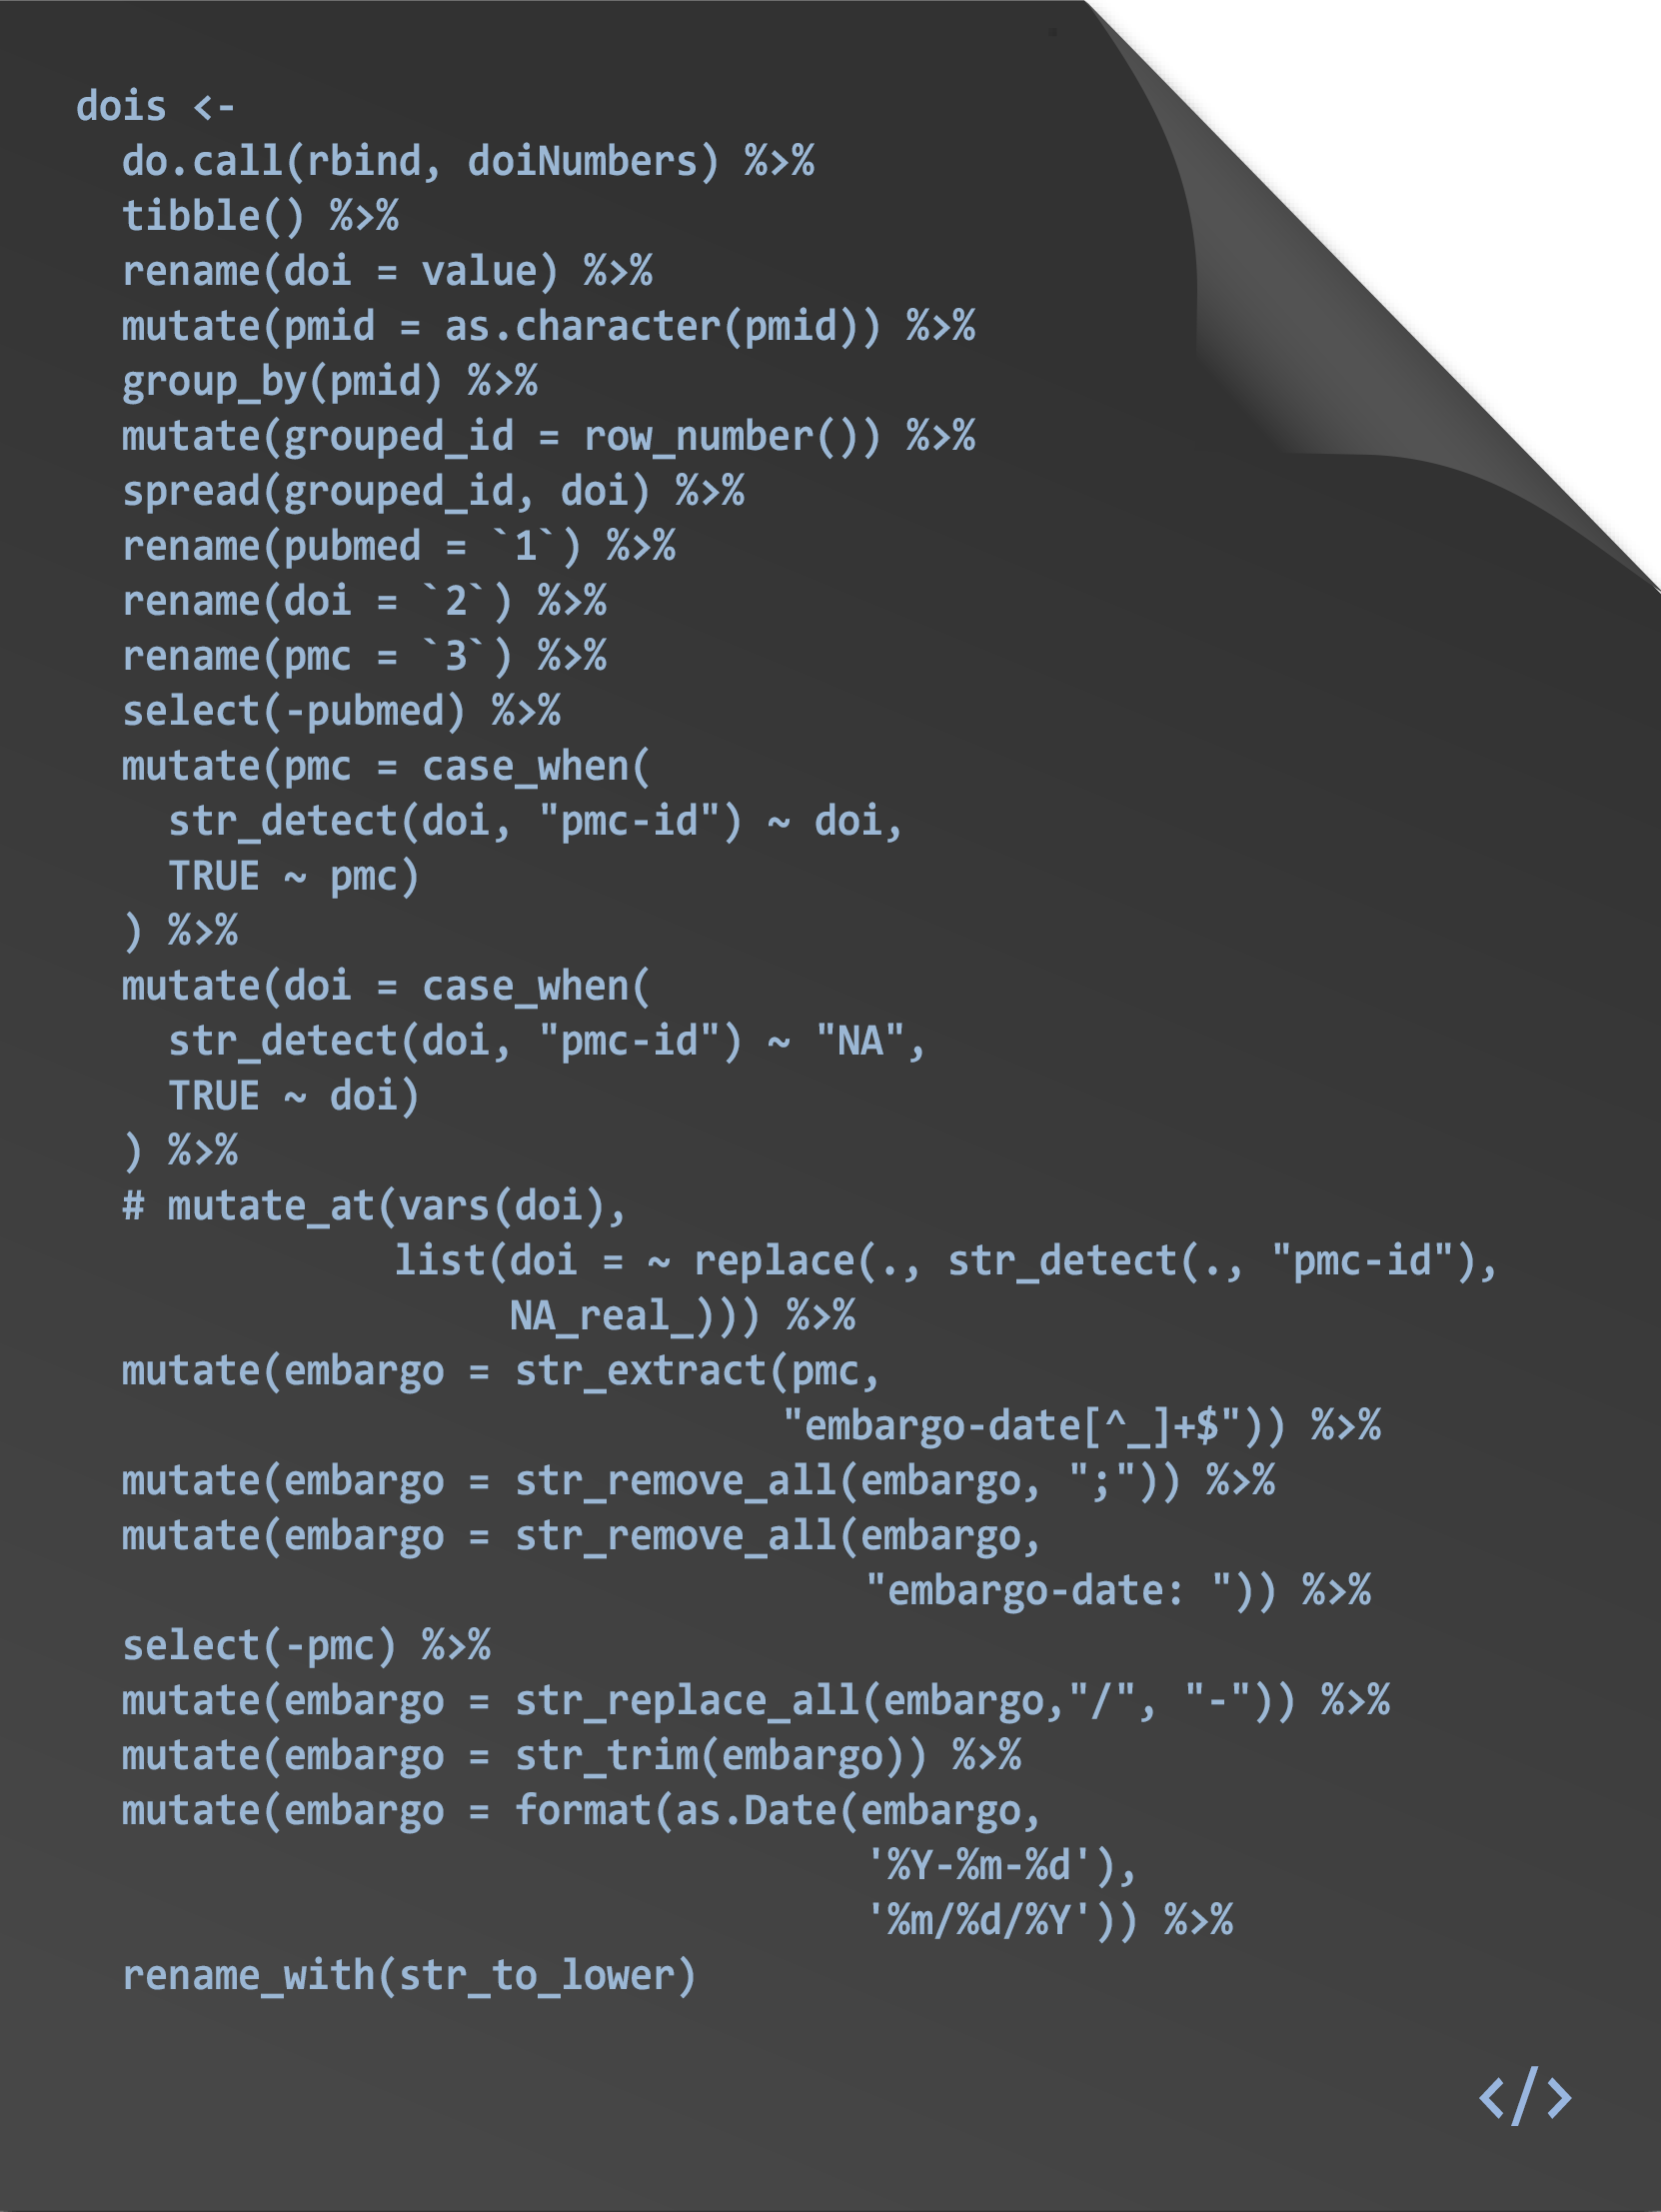 dois <-
  do.call(rbind, doiNumbers) %>%
  tibble() %>%
  rename(doi = value) %>%
  mutate(pmid = as.character(pmid)) %>%
  group_by(pmid) %>%
  mutate(grouped_id = row_number()) %>%
  spread(grouped_id, doi) %>%
  rename(pubmed = `1`) %>%
  rename(doi = `2`) %>%
  rename(pmc = `3`) %>%
  select(-pubmed) %>%
  mutate(pmc = case_when(
    str_detect(doi, "pmc-id") ~ doi,
    TRUE ~ pmc)
  ) %>%
  mutate(doi = case_when(
    str_detect(doi, "pmc-id") ~ "NA",
    TRUE ~ doi)
  ) %>%
  # mutate_at(vars(doi),
              list(doi = ~ replace(., str_detect(., "pmc-id"),
                   NA_real_))) %>%
  mutate(embargo = str_extract(pmc,
                               "embargo-date[^_]+$")) %>%
  mutate(embargo = str_remove_all(embargo, ";")) %>%
  mutate(embargo = str_remove_all(embargo,
                                  "embargo-date: ")) %>%
  select(-pmc) %>%
  mutate(embargo = str_replace_all(embargo,"/", "-")) %>%
  mutate(embargo = str_trim(embargo)) %>%
  mutate(embargo = format(as.Date(embargo,
                                  '%Y-%m-%d'),
                                  '%m/%d/%Y')) %>%
  rename_with(str_to_lower)
</>